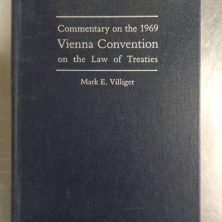 Commentary on the 1969
Vienna Convention
on the Law of Treaties
Mark E. Villiger